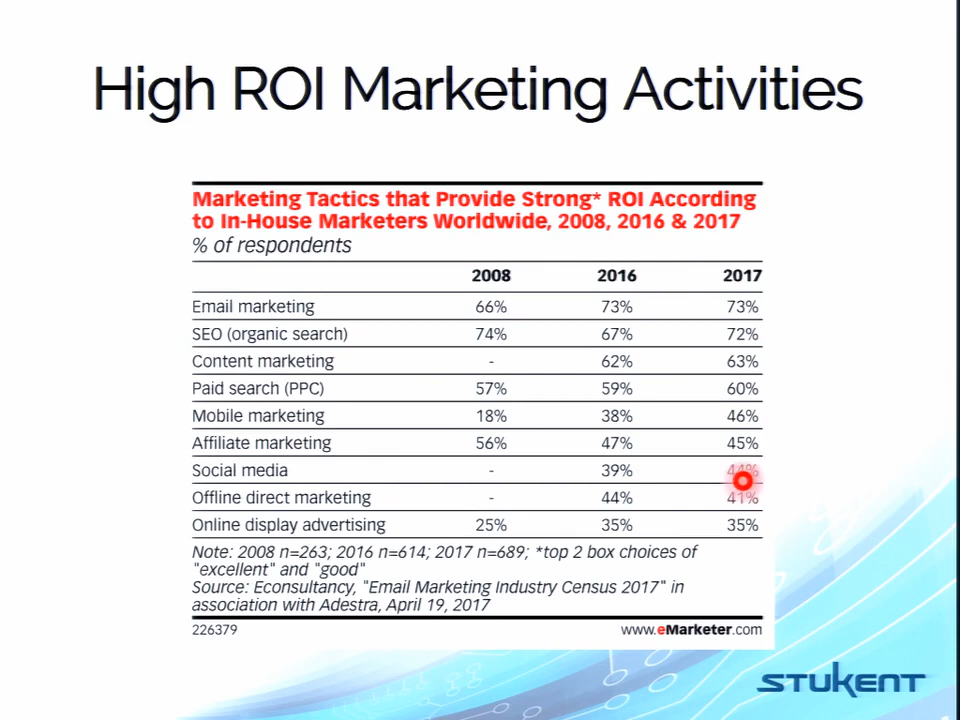 High ROI Marketing Activities
Marketing Tactics that Provide Strong* ROI According
to In-House Marketers Worldwide, 2008, 2016 & 2017
% of respondents
2008 2016 2017
Email marketing 66% 73% 73%
SEO (organic search) 74% 67% 72%
Content marketing - 62% 63%
Paid search (PPC) 57% 59% 60%
Mobile marketing 18% 38% 46%
Affiliate marketing 56% 47% 45%
Social media - 39% 44%
Offline direct marketing - 44% 41%
Online display advertising 25% 35% 35%
Note: 2008 n=263; 2016 n=614; 2017 n=689; *top 2 box choices of
"excellent" and "good"
Source: Econsultancy, "Email Marketing Industry Census 2017" in
association with Adestra, April 19, 2017
226379 www.eMarketer.com
STUKENT